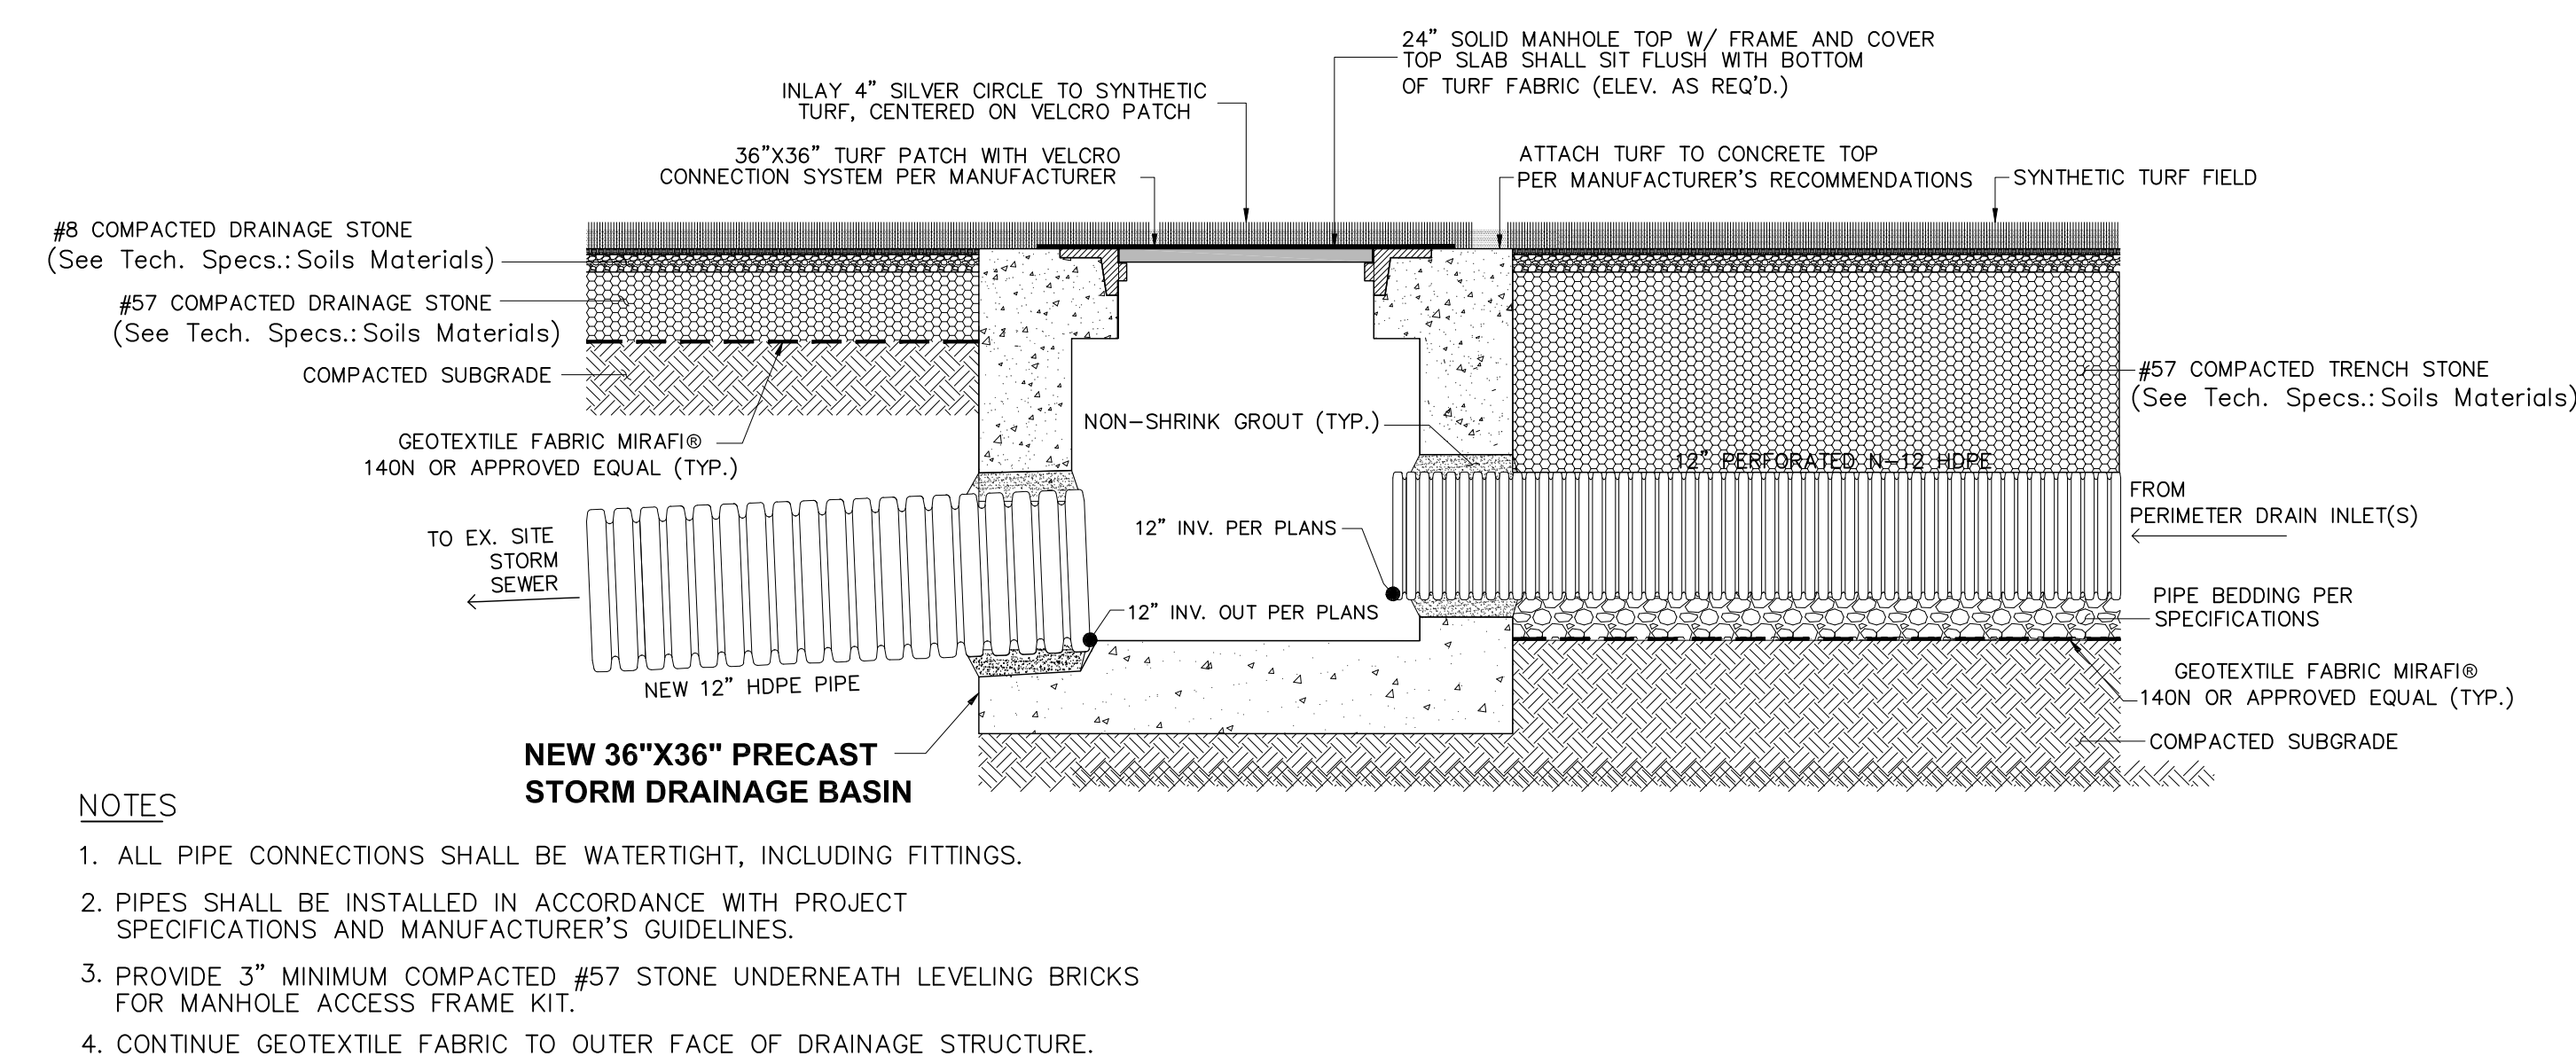 24" SOLID MANHOLE TOP W/ FRAME AND COVER
TOP SLAB SHALL SIT FLUSH WITH BOTTOM
OF TURF FABRIC (ELEV. AS REQ'D.)
INLAY 4" SILVER CIRCLE TO SYNTHETIC
TURF, CENTERED ON VELCRO PATCH
36"X36" TURF PATCH WITH VELCRO
CONNECTION SYSTEM PER MANUFACTURER
ATTACH TURF TO CONCRETE TOP
PER MANUFACTURER'S RECOMMENDATIONS
SYNTHETIC TURF FIELD
#8 COMPACTED DRAINAGE STONE
(See Tech. Specs.: Soils Materials)
#57 COMPACTED DRAINAGE STONE
(See Tech. Specs.: Soils Materials)
COMPACTED SUBGRADE
GEOTEXTILE FABRIC MIRAFI®
140N OR APPROVED EQUAL (TYP.)
#57 COMPACTED TRENCH STONE
(See Tech. Specs.: Soils Materials)
NON-SHRINK GROUT (TYP.)
12" PERFORATED N-12 HDPE
FROM
PERIMETER DRAIN INLET(S)
12" INV. PER PLANS
TO EX. SITE
STORM
SEWER
12" INV. OUT PER PLANS
PIPE BEDDING PER
SPECIFICATIONS
NEW 12" HDPE PIPE
GEOTEXTILE FABRIC MIRAFI®
140N OR APPROVED EQUAL (TYP.)
COMPACTED SUBGRADE
NEW 36"X36" PRECAST
STORM DRAINAGE BASIN
NOTES
1. ALL PIPE CONNECTIONS SHALL BE WATERTIGHT, INCLUDING FITTINGS.
2. PIPES SHALL BE INSTALLED IN ACCORDANCE WITH PROJECT
SPECIFICATIONS AND MANUFACTURER'S GUIDELINES.
3. PROVIDE 3" MINIMUM COMPACTED #57 STONE UNDERNEATH LEVELING BRICKS
FOR MANHOLE ACCESS FRAME KIT.
4. CONTINUE GEOTEXTILE FABRIC TO OUTER FACE OF DRAINAGE STRUCTURE.